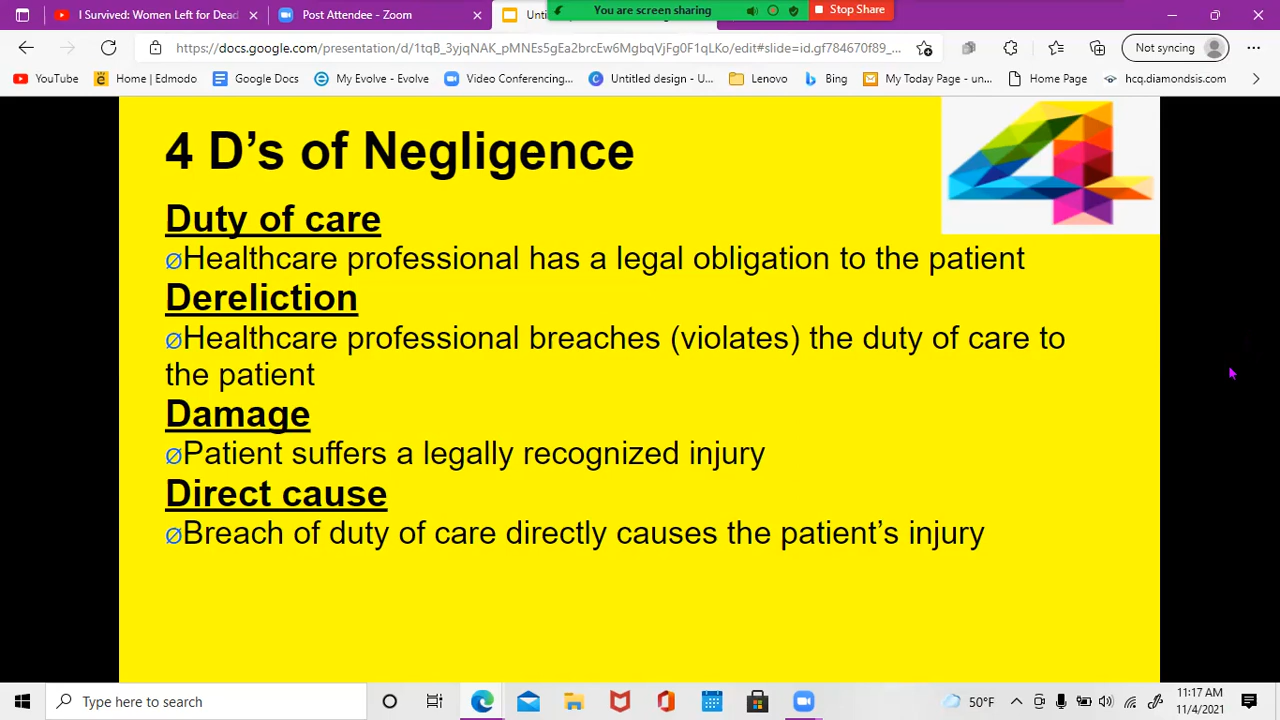 I Survived: Women Left for Dead
Post Attendee - Zoom
You are screen sharing
Stop Share
https://docs.google.com/presentation/d/1tqB_3yjqNAK_pMNEs5gEa2brcEw6MgbqVjFg0F1qLKo/edit#slide=id.gf784670f89_...
Not syncing
YouTube
Home | Edmodo
Google Docs
My Evolve - Evolve
Video Conferencing,...
Untitled design - U...
Lenovo
Bing
My Today Page - un...
Home Page
hcq.diamondsis.com
4 D’s of Negligence
Duty of care
ØHealthcare professional has a legal obligation to the patient
Dereliction
ØHealthcare professional breaches (violates) the duty of care to
the patient
Damage
ØPatient suffers a legally recognized injury
Direct cause
ØBreach of duty of care directly causes the patient’s injury
Type here to search
50°F
11:17 AM
11/4/2021